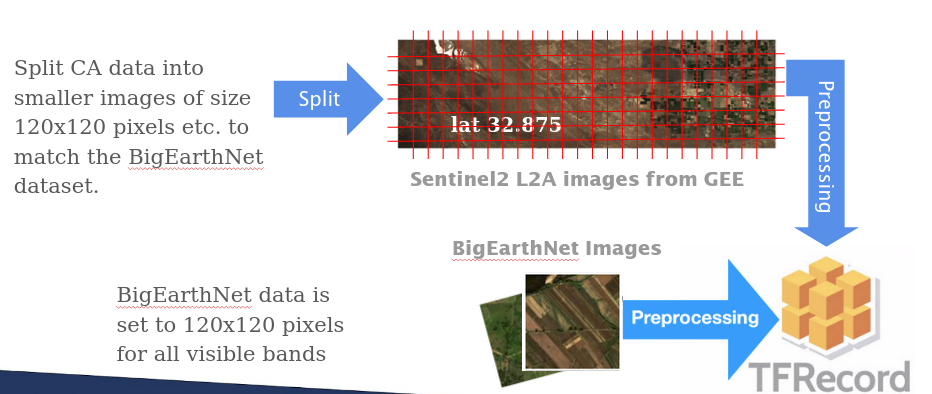 Split CA data into
smaller images of size
120x120 pixels etc. to
match the BigEarthNet
dataset.
Split
lat 32.875
Preprocessing
Sentinel2 L2A images from GEE
BigEarthNet Images
BigEarthNet data is
set to 120x120 pixels
for all visible bands
Preprocessing
TFRecord